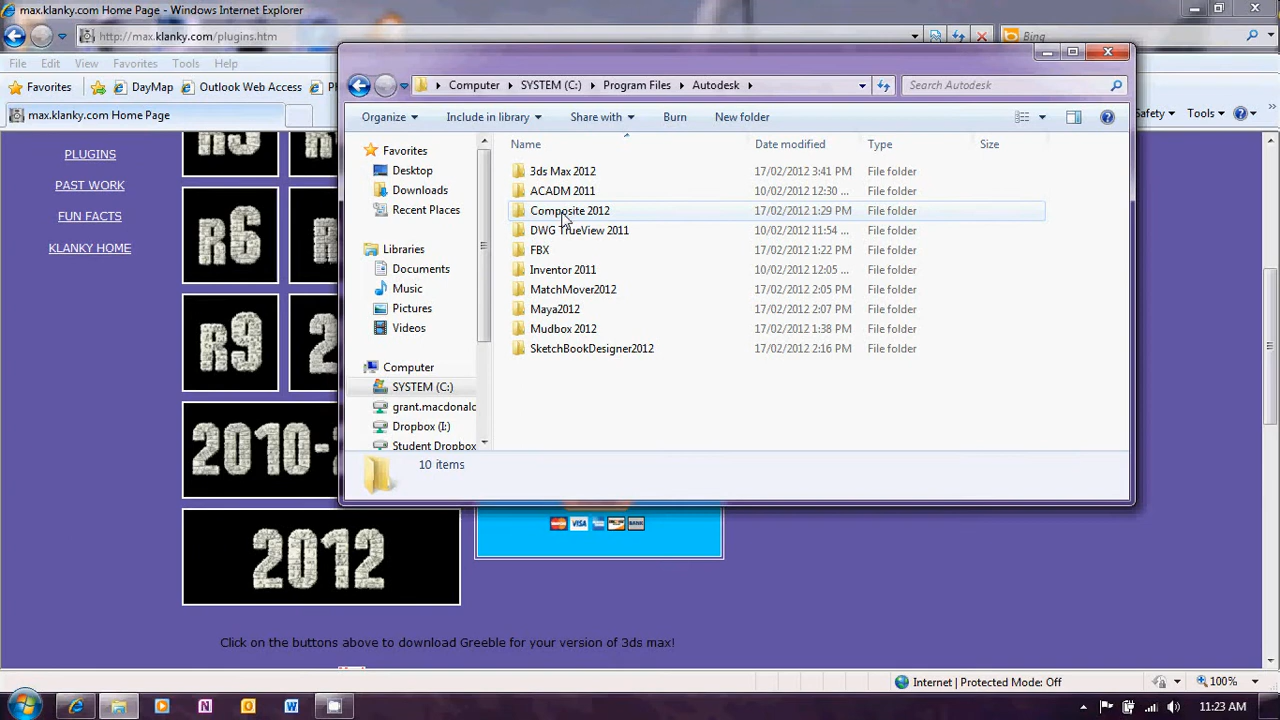 max.klanky.com Home Page - Windows Internet Explorer
http://max.klanky.com/plugins.htm
Bing
File Edit View Favorites Tools Help
Favorites DayMap Outlook Web Access
max.klanky.com Home Page
Safety Tools
PLUGINS
PAST WORK
FUN FACTS
KLANKY HOME
R6
R9
2010-
2012
Click on the buttons above to download Greeble for your version of 3ds max!
VISA
BANK
Computer SYSTEM (C:) Program Files Autodesk
Search Autodesk
Organize Include in library Share with Burn New folder
Favorites
Desktop
Downloads
Recent Places
Libraries
Documents
Music
Pictures
Videos
Computer
SYSTEM (C:)
grant.macdonald
Dropbox (I:)
Student Dropbox
Name Date modified Type Size
3ds Max 2012 17/02/2012 3:41 PM File folder
ACADM 2011 10/02/2012 12:30 ... File folder
Composite 2012 17/02/2012 1:29 PM File folder
DWG TrueView 2011 10/02/2012 11:54 ... File folder
FBX 17/02/2012 1:22 PM File folder
Inventor 2011 10/02/2012 12:05 ... File folder
MatchMover2012 17/02/2012 2:05 PM File folder
Maya2012 17/02/2012 2:07 PM File folder
Mudbox 2012 17/02/2012 1:38 PM File folder
SketchBookDesigner2012 17/02/2012 2:16 PM File folder
10 items
Internet | Protected Mode: Off
100%
11:23 AM